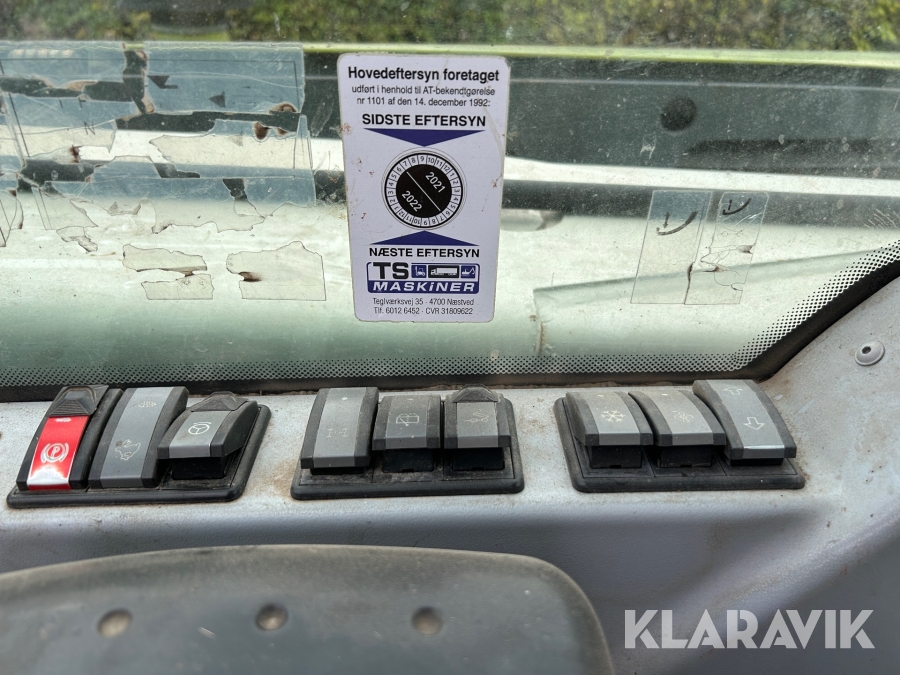 Hovedeftersyn foretaget
udført i henhold til AT-bekendtgørelse
nr 1101 af den 14. december 1992:
SIDSTE EFTERSYN
2021
2022
NÆSTE EFTERSYN
TS
MASKiNER
Teglværksvej 35 - 4700 Næstved
Tlf. 6012 6452 - CVR 31809622
P
KLARAVIK